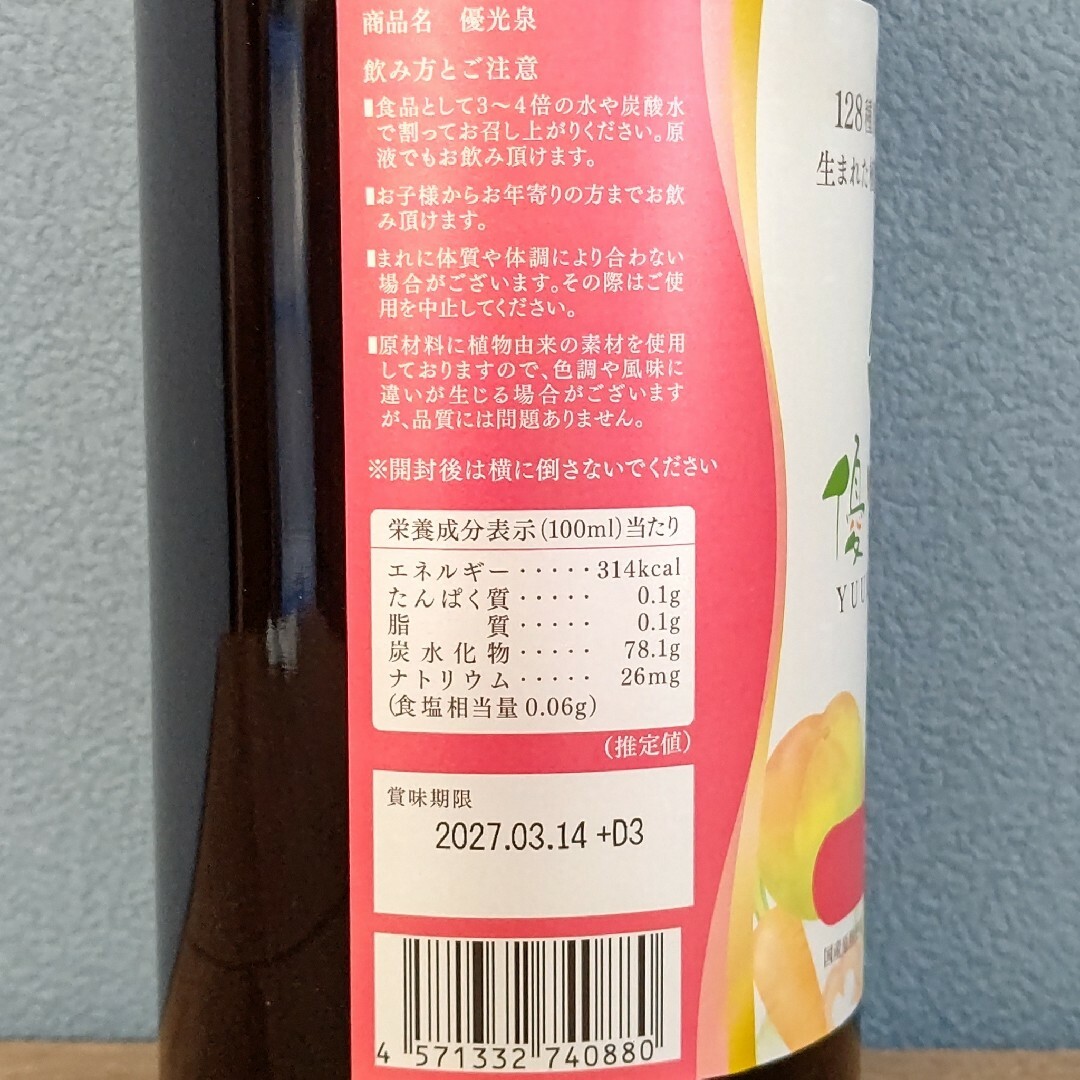 商品名 優光泉
飲み方とご注意
▮食品として3〜4倍の水や炭酸水
で割ってお召し上がりください。原
液でもお飲み頂けます。
▮お子様からお年寄りの方までお飲
み頂けます。
▮まれに体質や体調により合わない
場合がございます。その際はご使
用を中止してください。
▮原材料に植物由来の素材を使用
しておりますので、色調や風味に
違いが生じる場合がございます
が、品質には問題ありません。
※開封後は横に倒さないでください
栄養成分表示(100ml)当たり
エネルギー·····314kcal
たんぱく質·····0.1g
脂質·····0.1g
炭水化物·····78.1g
ナトリウム·····26mg
(食塩相当量0.06g)
(推定値)
賞味期限
2027.03.14 +D3
4 571332 740880
128種
生まれた
優
YUU